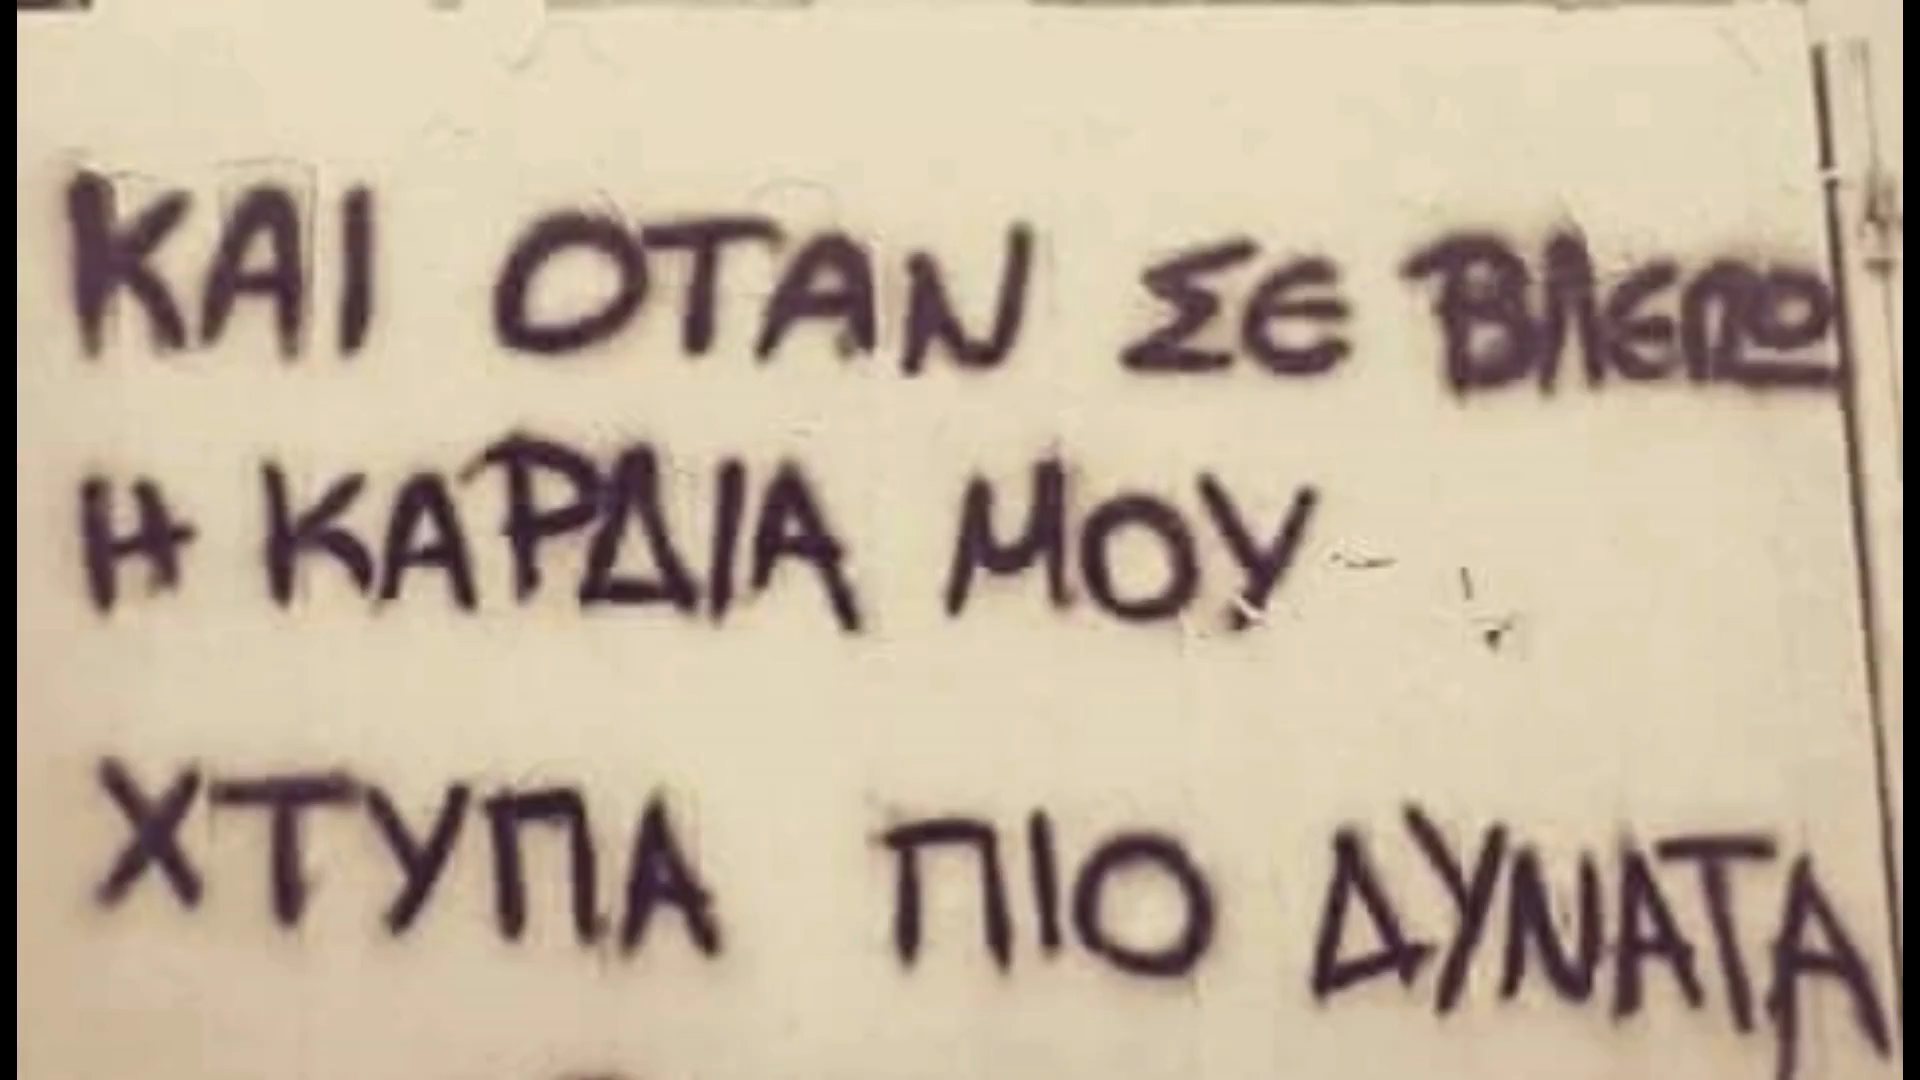 ΚΑΙ ΟΤΑΝ ΣΕ ΒΛΕΠΩ
Η ΚΑΡΔΙΑ ΜΟΥ
ΧΤΥΠΑ ΠΙΟ ΔΥΝΑΤΑ